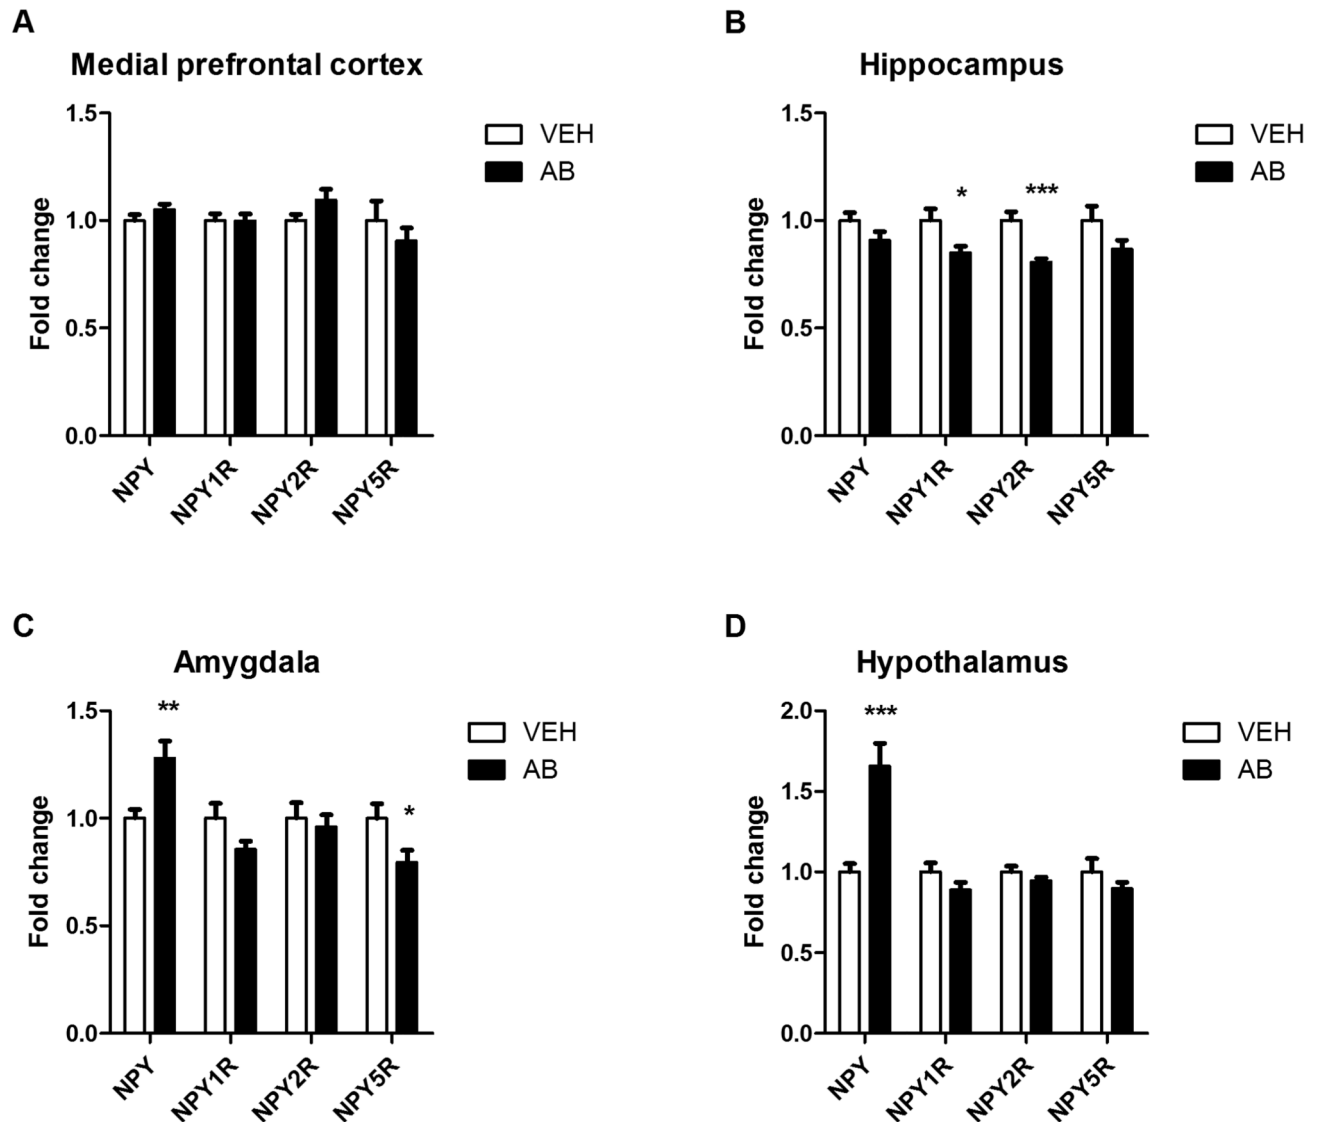 A
Medial prefrontal cortex
1.5
1.0
0.5
0.0
Fold change
VEH
AB
NPY
NPY1R
NPY2R
NPY5R
B
Hippocampus
1.5
1.0
0.5
0.0
Fold change
*
***
VEH
AB
NPY
NPY1R
NPY2R
NPY5R
C
Amygdala
1.5
1.0
0.5
0.0
Fold change
**
*
VEH
AB
NPY
NPY1R
NPY2R
NPY5R
D
Hypothalamus
2.0
1.5
1.0
0.5
0.0
Fold change
***
VEH
AB
NPY
NPY1R
NPY2R
NPY5R